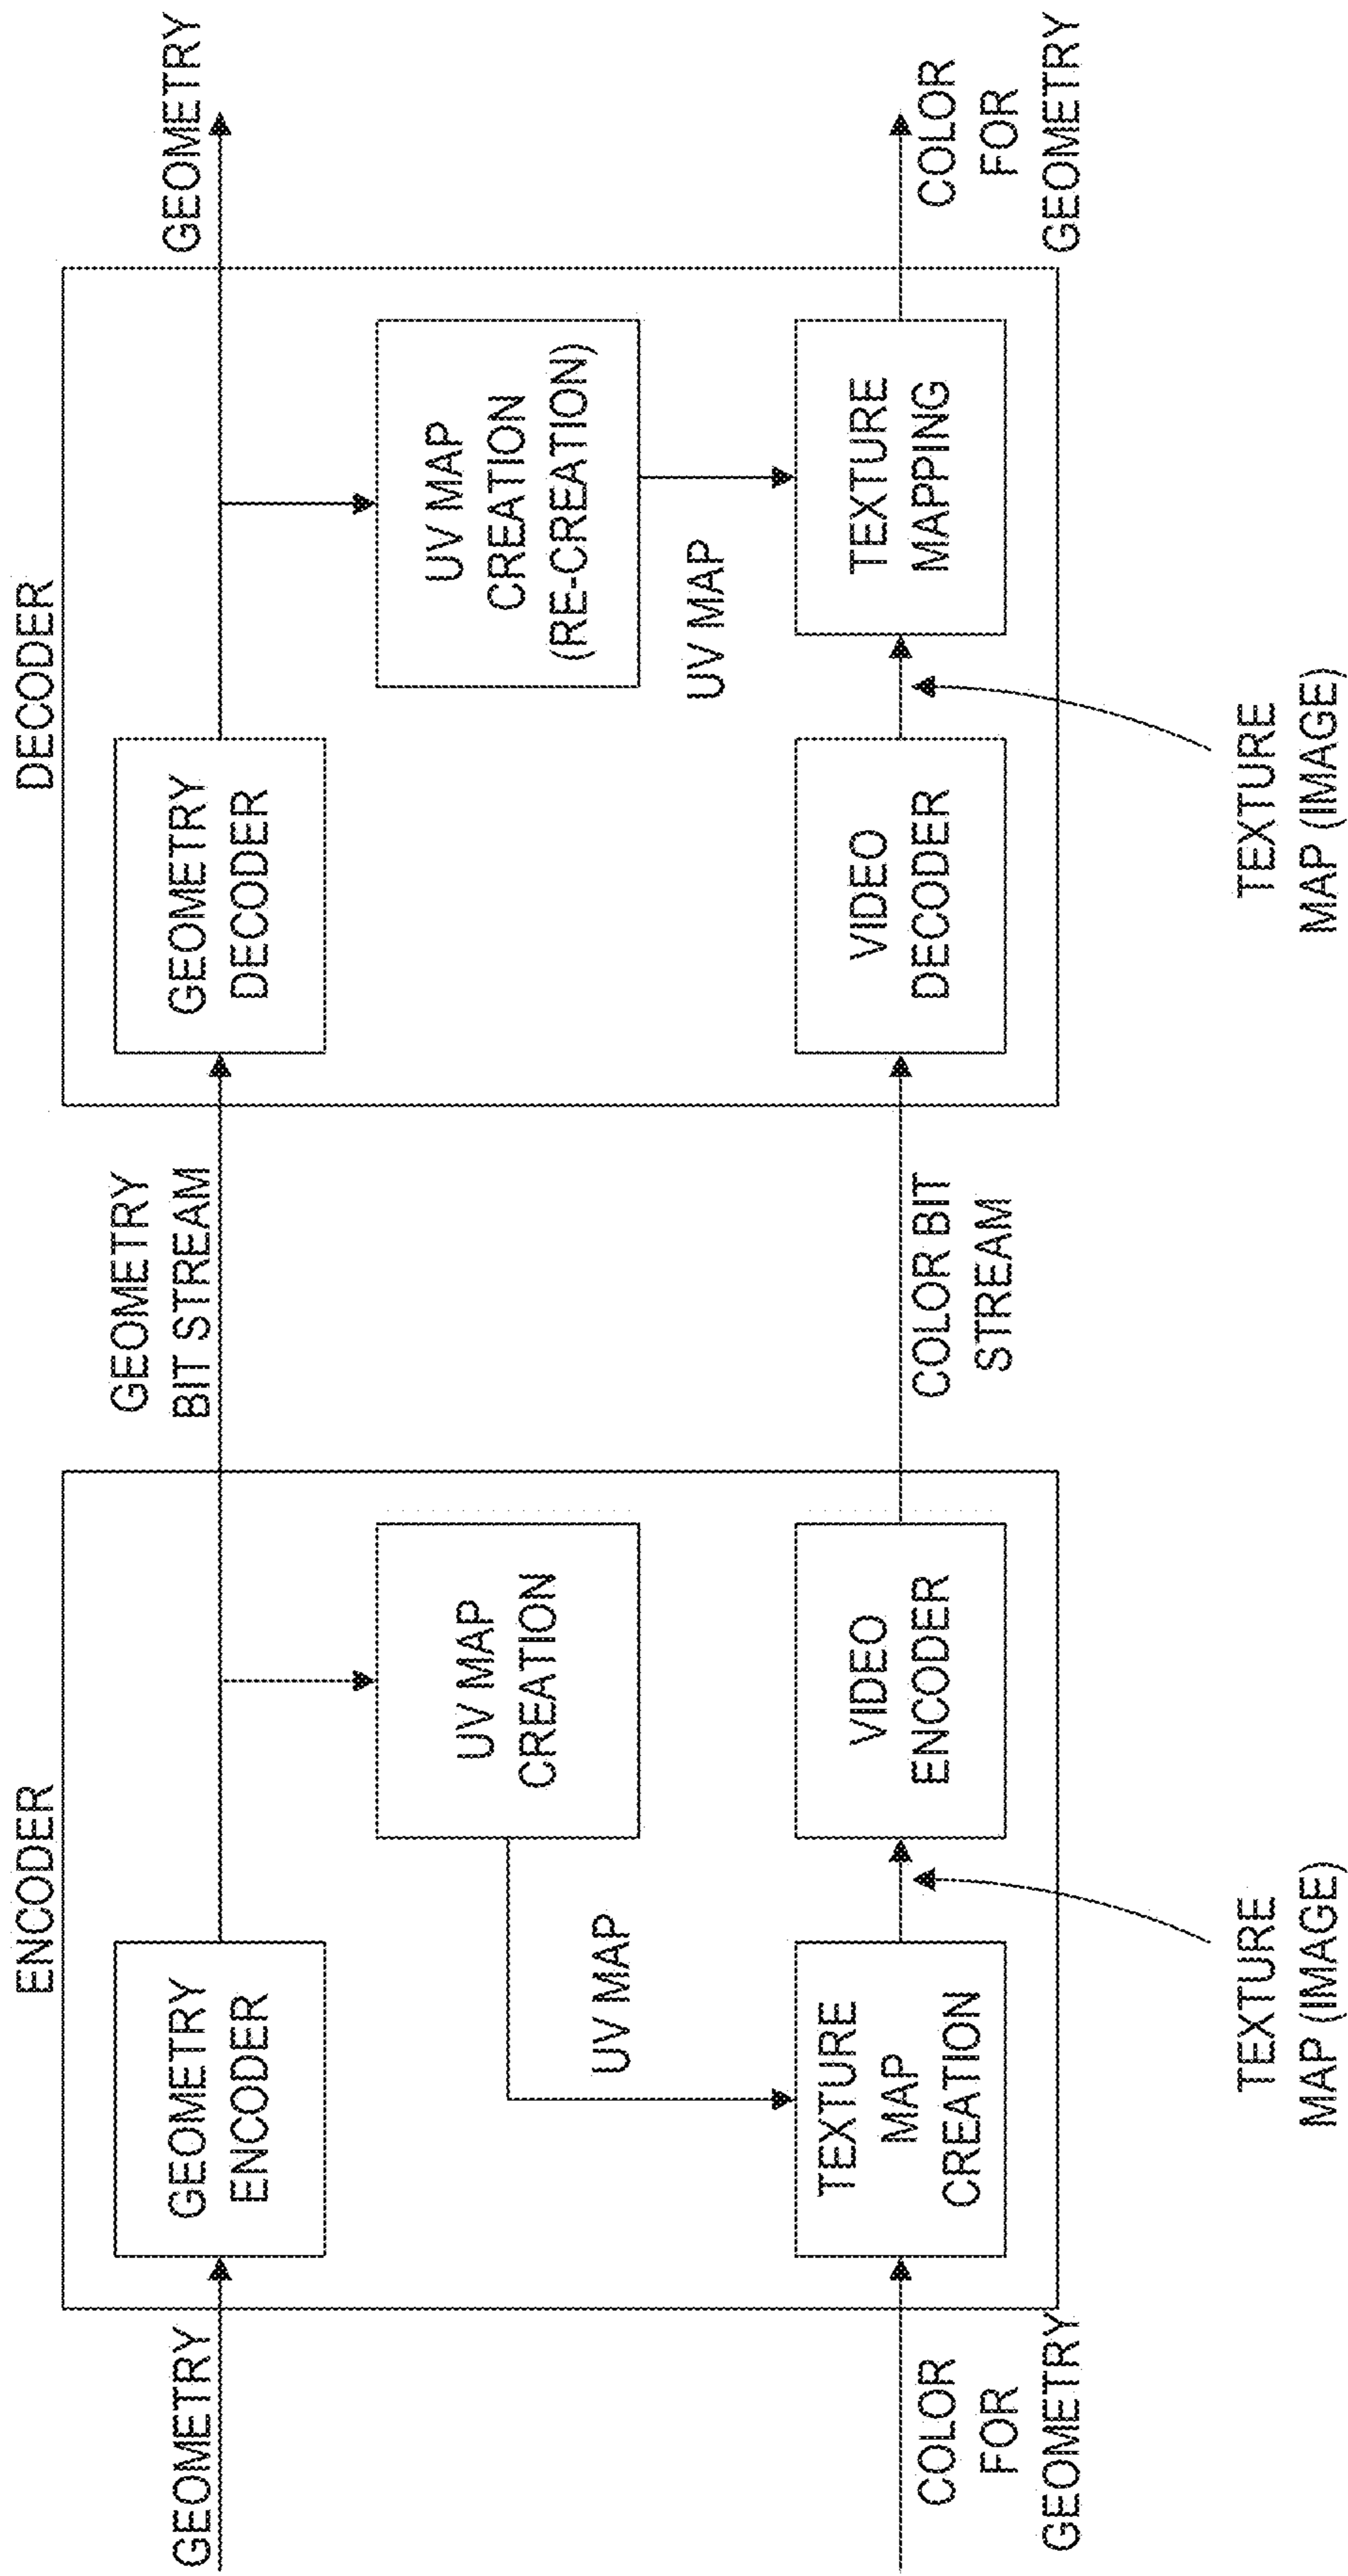 ENCODER
GEOMETRY
GEOMETRY
ENCODER
UV MAP
CREATION
UV MAP
COLOR
FOR
GEOMETRY
TEXTURE
MAP
CREATION
VIDEO
ENCODER
TEXTURE
MAP (IMAGE)
GEOMETRY
BIT STREAM
COLOR BIT
STREAM
DECODER
GEOMETRY
DECODER
UV MAP
CREATION
(RE-CREATION)
UV MAP
VIDEO
DECODER
TEXTURE
MAPPING
TEXTURE
MAP (IMAGE)
GEOMETRY
COLOR
FOR
GEOMETRY